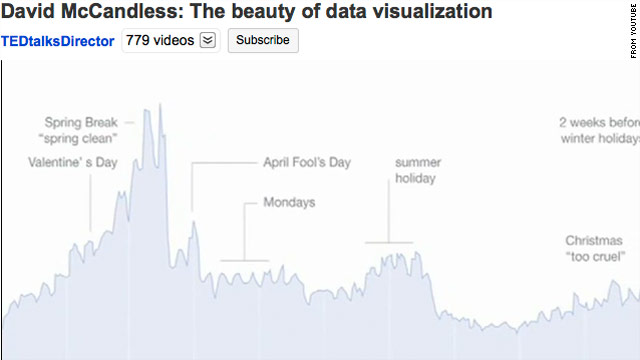 David McCandless: The beauty of data visualization
TEDtalksDirector 779 videos Subscribe
FROM YOUTUBE
Spring Break
“spring clean”
Valentine’ s Day
April Fool’s Day
Mondays
summer
holiday
2 weeks before
winter holidays
Christmas
“too cruel”